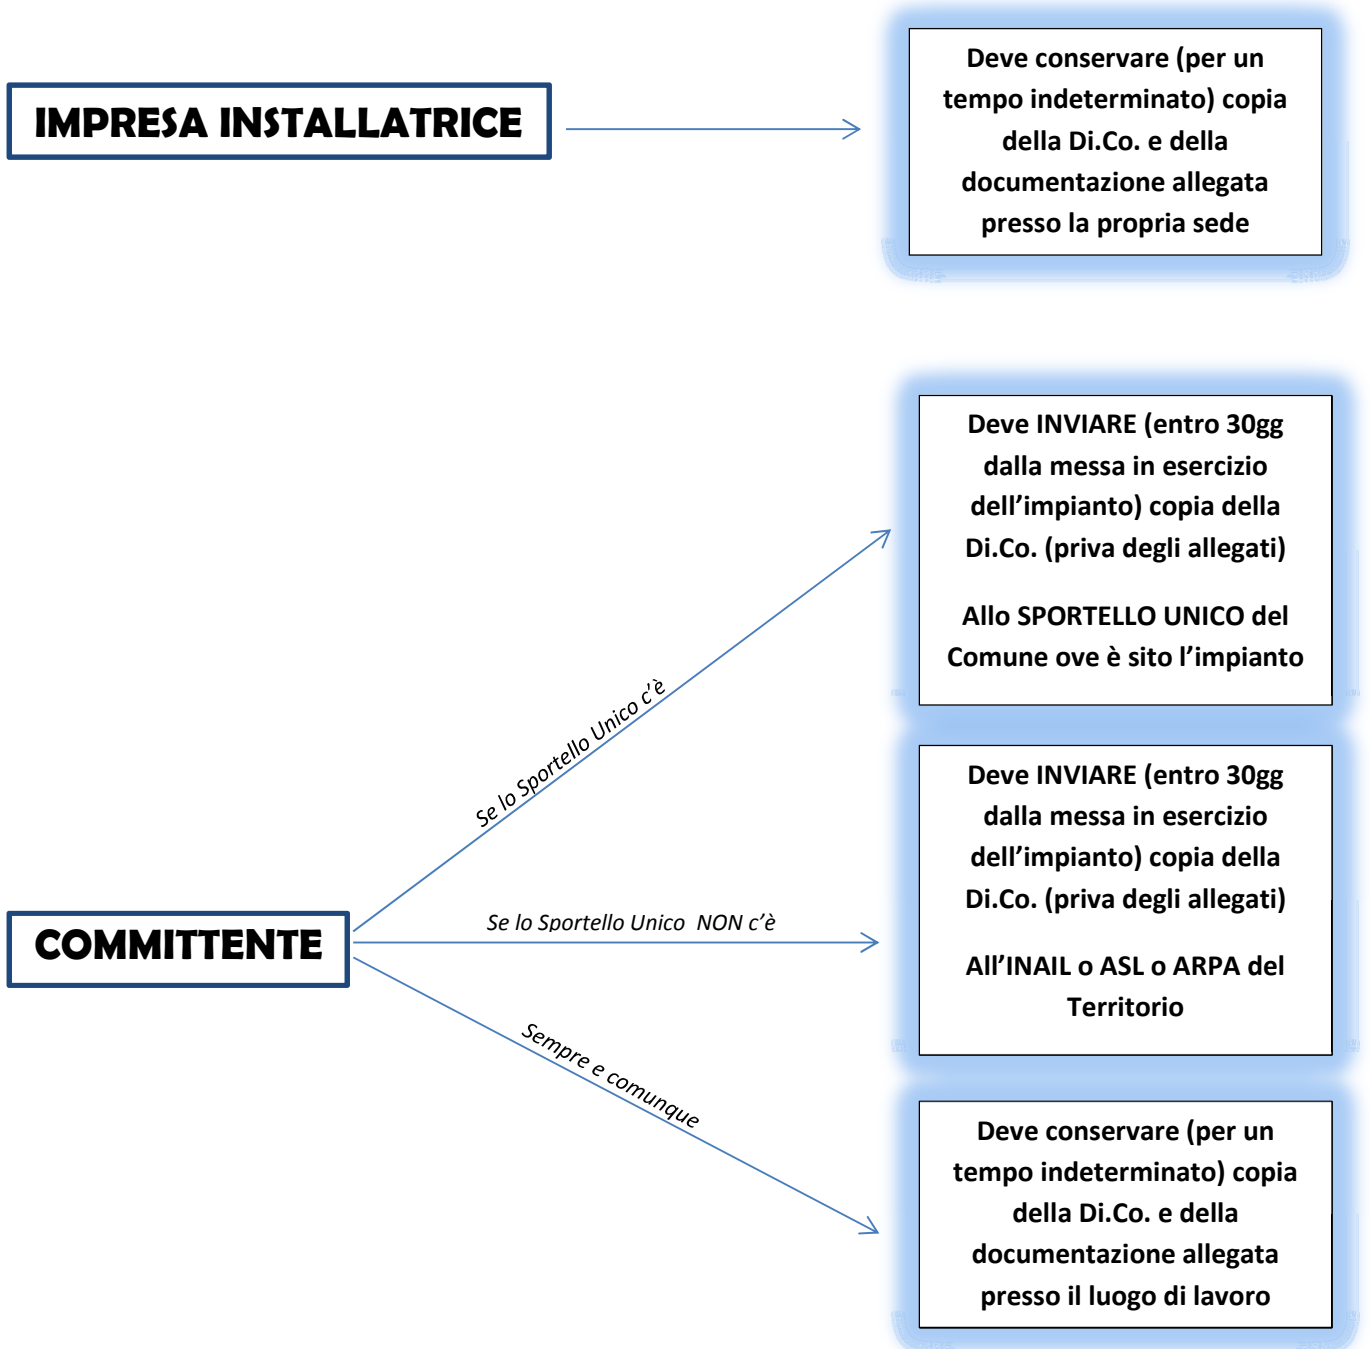 IMPRESA INSTALLATRICE
Deve conservare (per un
tempo indeterminato) copia
della Di.Co. e della
documentazione allegata
presso la propria sede
Deve INVIARE (entro 30gg
dalla messa in esercizio
dell’impianto) copia della
Di.Co. (priva degli allegati)
Allo SPORTELLO UNICO del
Comune ove è sito l’impianto
Se lo Sportello Unico c’è
Deve INVIARE (entro 30gg
dalla messa in esercizio
dell’impianto) copia della
Di.Co. (priva degli allegati)
All’INAIL o ASL o ARPA del
Territorio
COMMITTENTE
Se lo Sportello Unico  NON c’è
Sempre e comunque
Deve conservare (per un
tempo indeterminato) copia
della Di.Co. e della
documentazione allegata
presso il luogo di lavoro